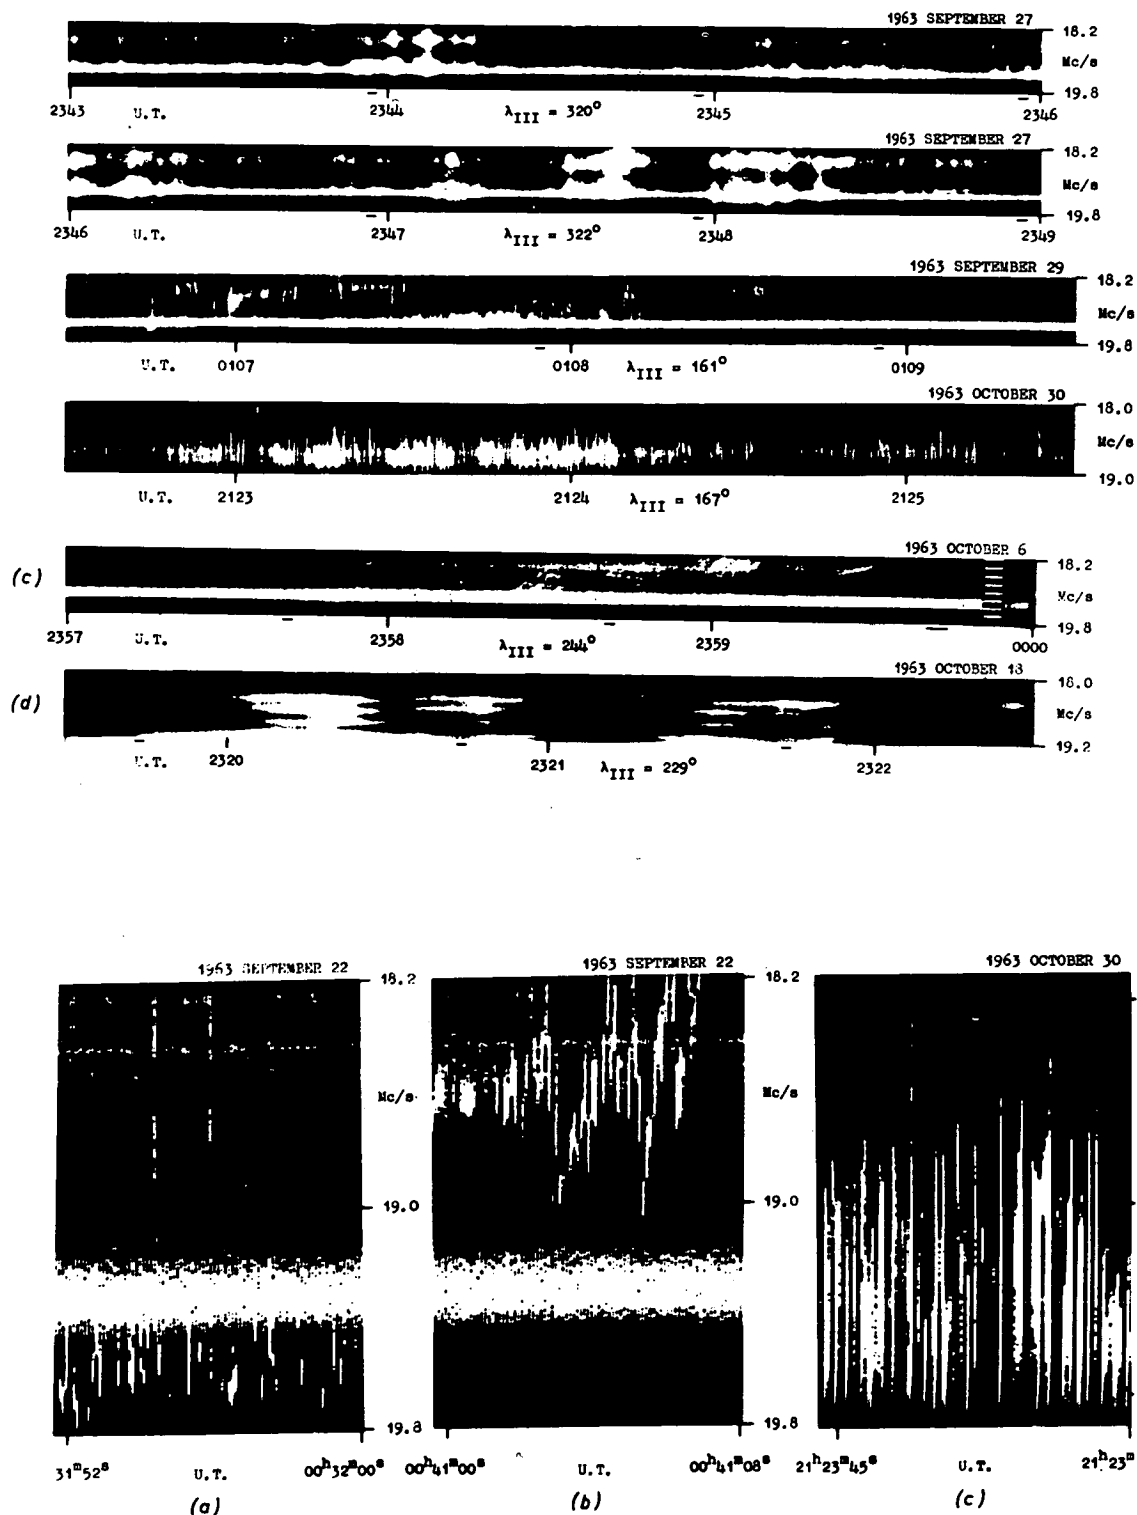 1963 SEPTEMBER 27
18.2
Mc/s
19.8
2343 U.T. 2344 λIII = 320° 2345 2346
1963 SEPTEMBER 27
18.2
Mc/s
19.8
2346 U.T. 2347 λIII = 322° 2348 2349
1963 SEPTEMBER 29
18.2
Mc/s
19.8
U.T. 0107 0108 λIII = 161° 0109
1963 OCTOBER 30
18.0
Mc/s
19.0
U.T. 2123 2124 λIII = 167° 2125
1963 OCTOBER 6
(c)
18.2
Mc/s
19.8
2357 U.T. 2358 λIII = 244° 2359 0000
1963 OCTOBER 18
(d)
18.0
Mc/s
19.2
U.T. 2320 2321 λIII = 229° 2322
1963 SEPTEMBER 22
18.2
Mc/s
19.0
19.8
31ᵐ52ˢ U.T. 00ʰ32ᵐ00ˢ
(a)
1963 SEPTEMBER 22
18.2
Mc/s
19.0
19.8
00ʰ41ᵐ00ˢ U.T. 00ʰ41ᵐ08ˢ
(b)
1963 OCTOBER 30
21ʰ23ᵐ45ˢ U.T. 21ʰ23ᵐ
(c)